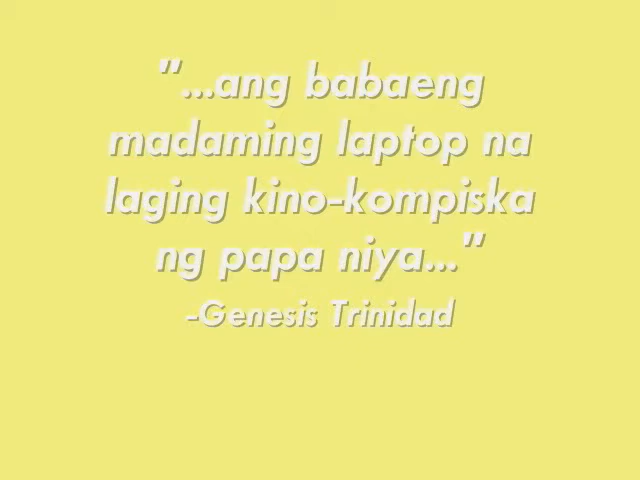 "...ang babaeng
madaming laptop na
laging kino-kompiska
ng papa niya..."
-Genesis Trinidad